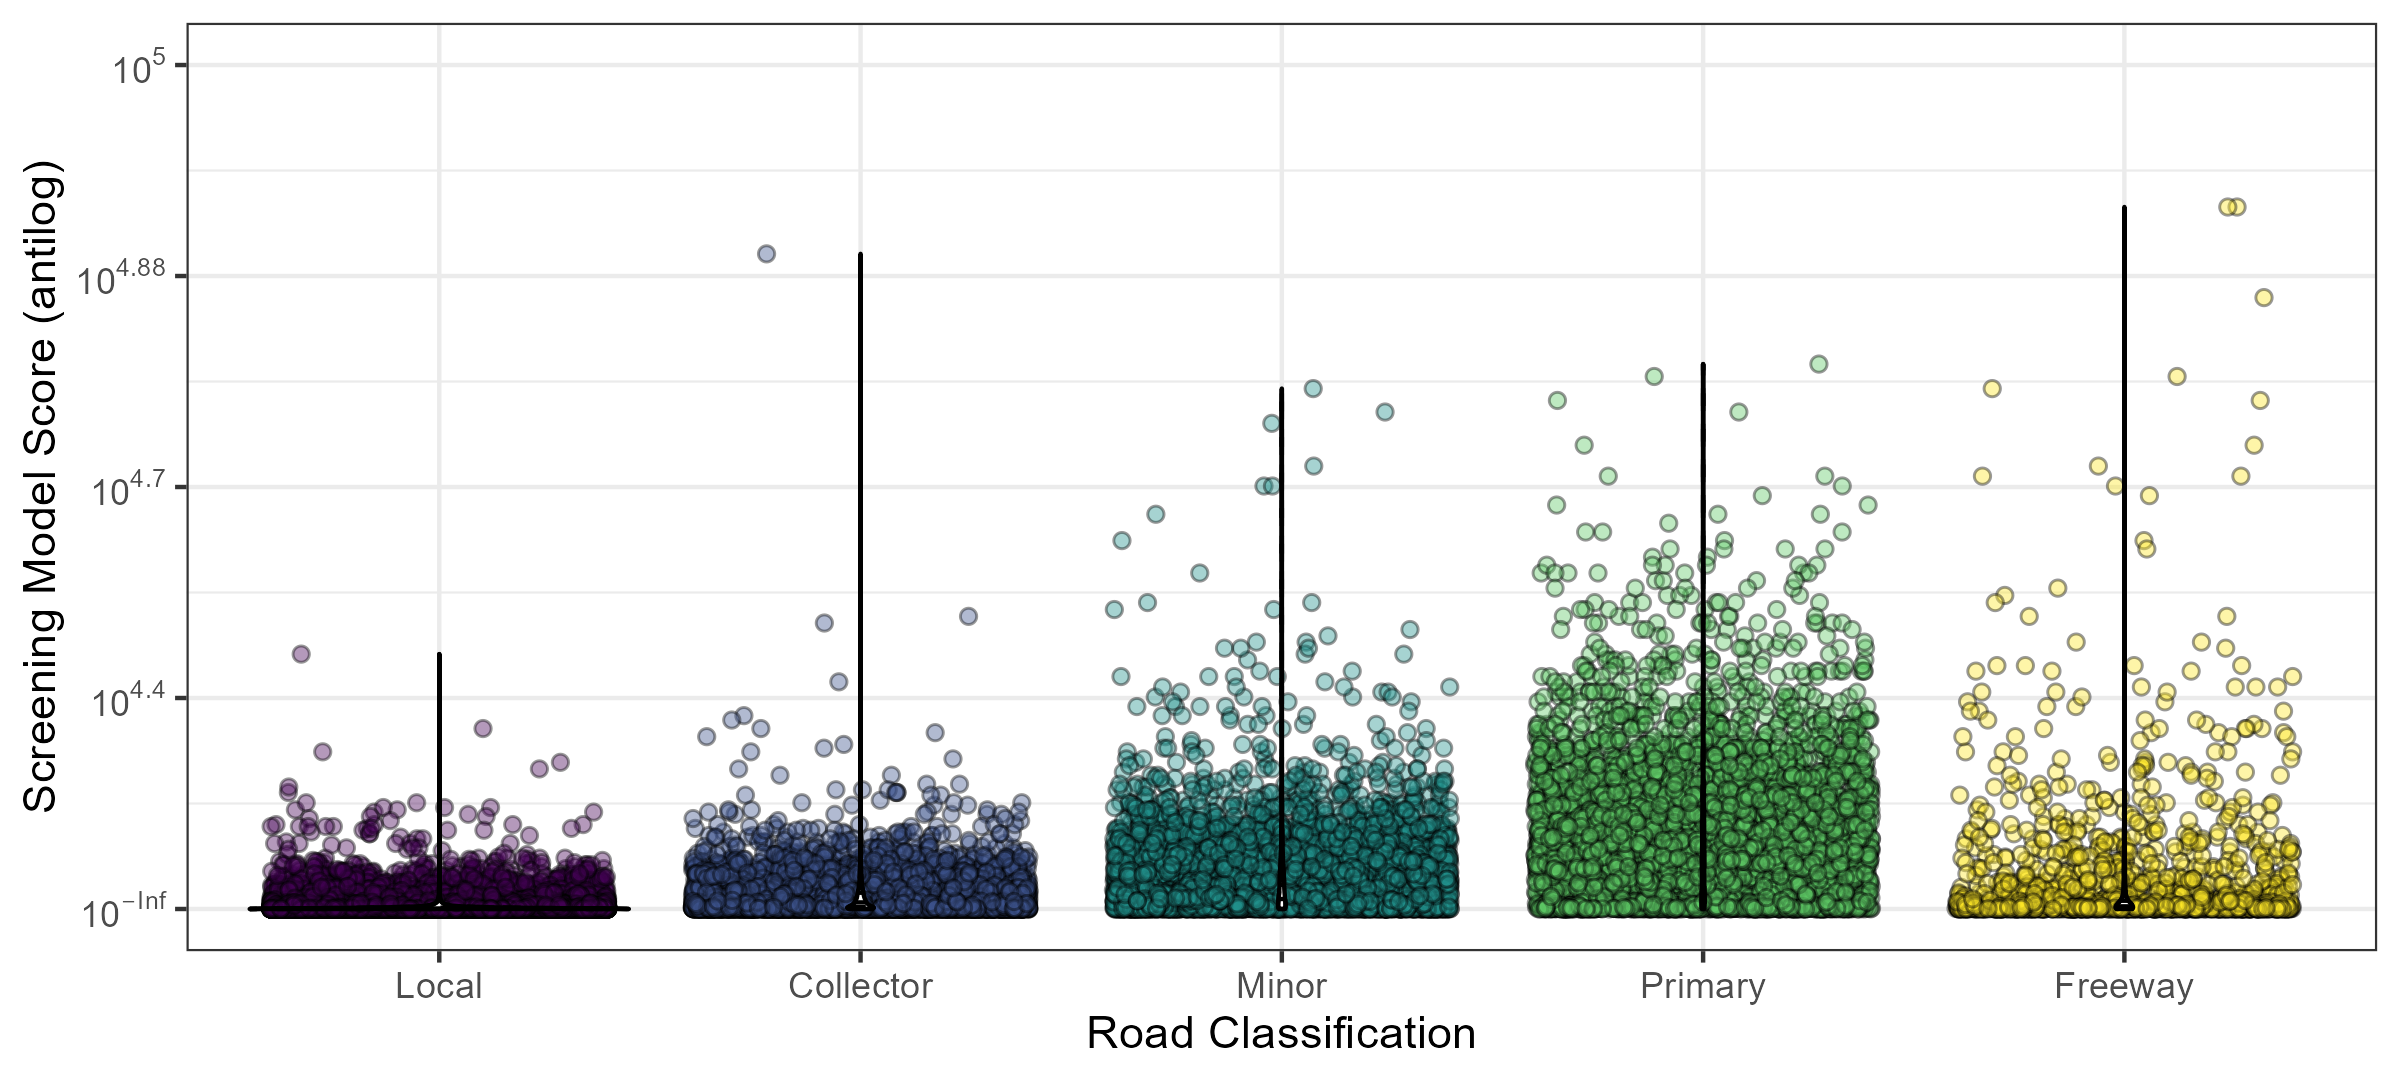 Screening Model Score (antilog)
10^5
10^4.88
10^4.7
10^4.4
10^−Inf
Local Collector Minor Primary Freeway
Road Classification